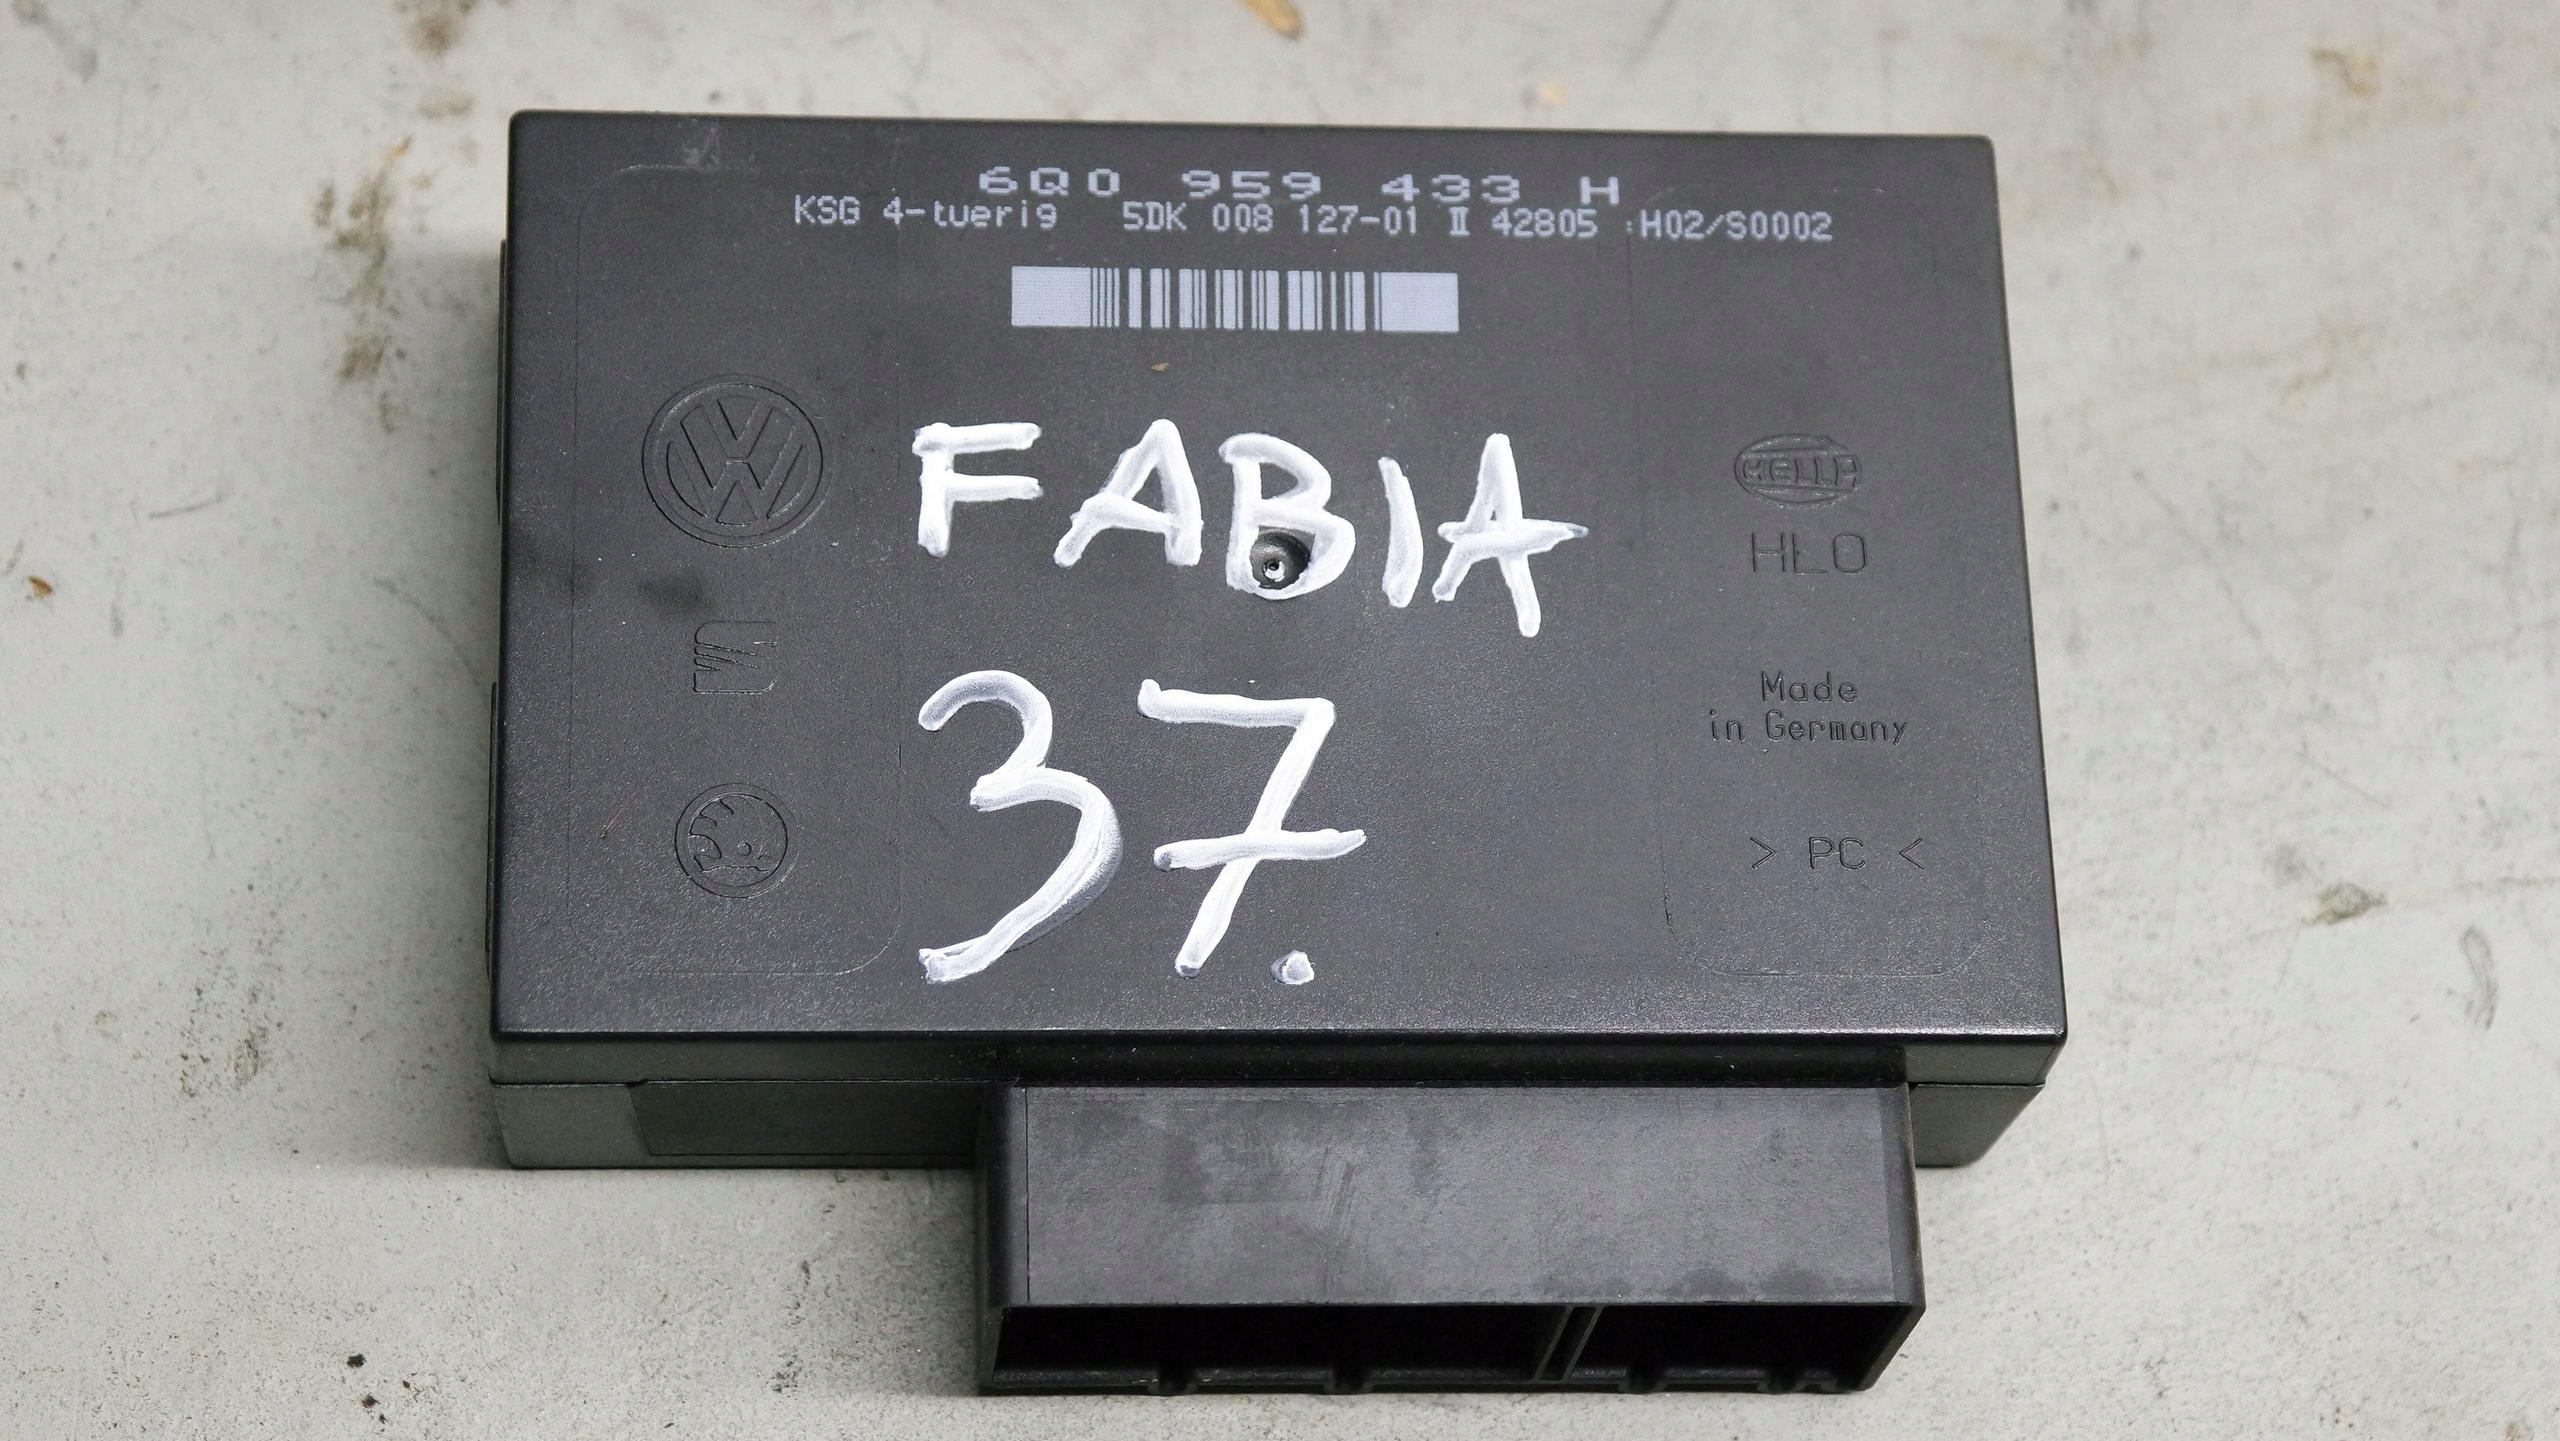 6Q0 959 433 H
KSG 4-tuerig 5DK 008 127-01 II 42805 :H02/S0002
FABIA
37.
HELLA
HLO
Made
in Germany
> PC <